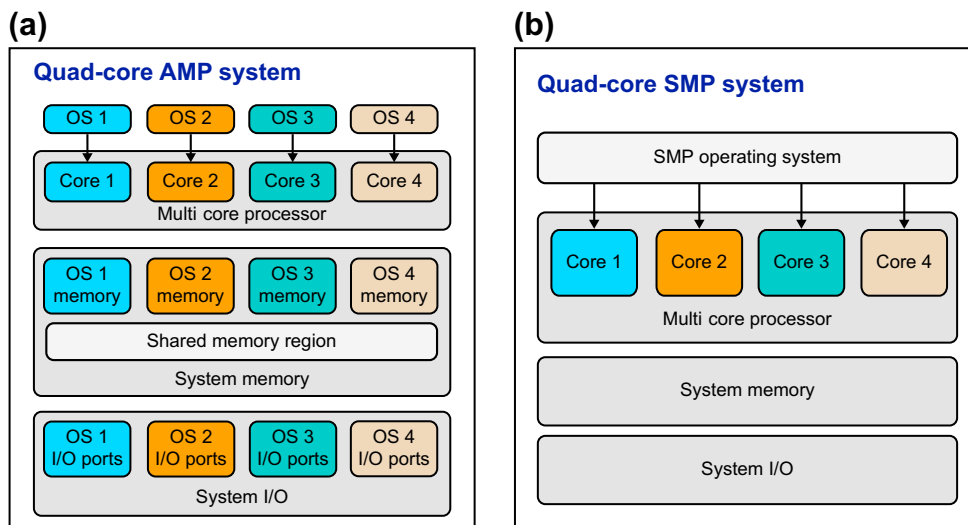 (a)
Quad-core AMP system
OS 1 OS 2 OS 3 OS 4
Core 1 Core 2 Core 3 Core 4
Multi core processor
OS 1 OS 2 OS 3 OS 4
memory memory memory memory
Shared memory region
System memory
OS 1 OS 2 OS 3 OS 4
I/O ports I/O ports I/O ports I/O ports
System I/O
(b)
Quad-core SMP system
SMP operating system
Core 1 Core 2 Core 3 Core 4
Multi core processor
System memory
System I/O